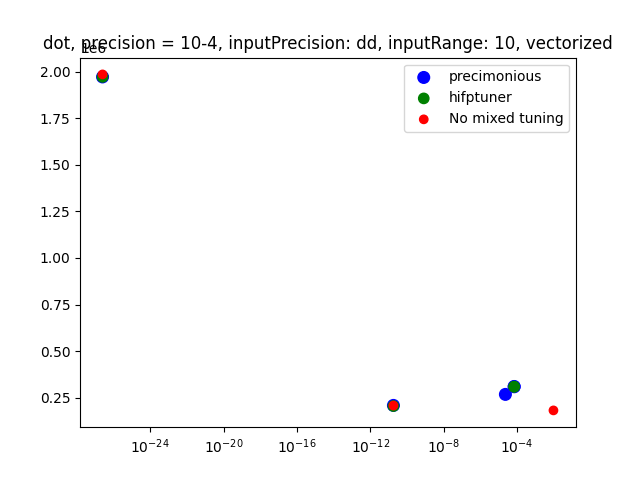 dot, precision = 10-4, inputPrecision: dd, inputRange: 10, vectorized
1e6
precimonious
hifptuner
No mixed tuning
2.00
1.75
1.50
1.25
1.00
0.75
0.50
0.25
10⁻²⁴ 10⁻²⁰ 10⁻¹⁶ 10⁻¹² 10⁻⁸ 10⁻⁴